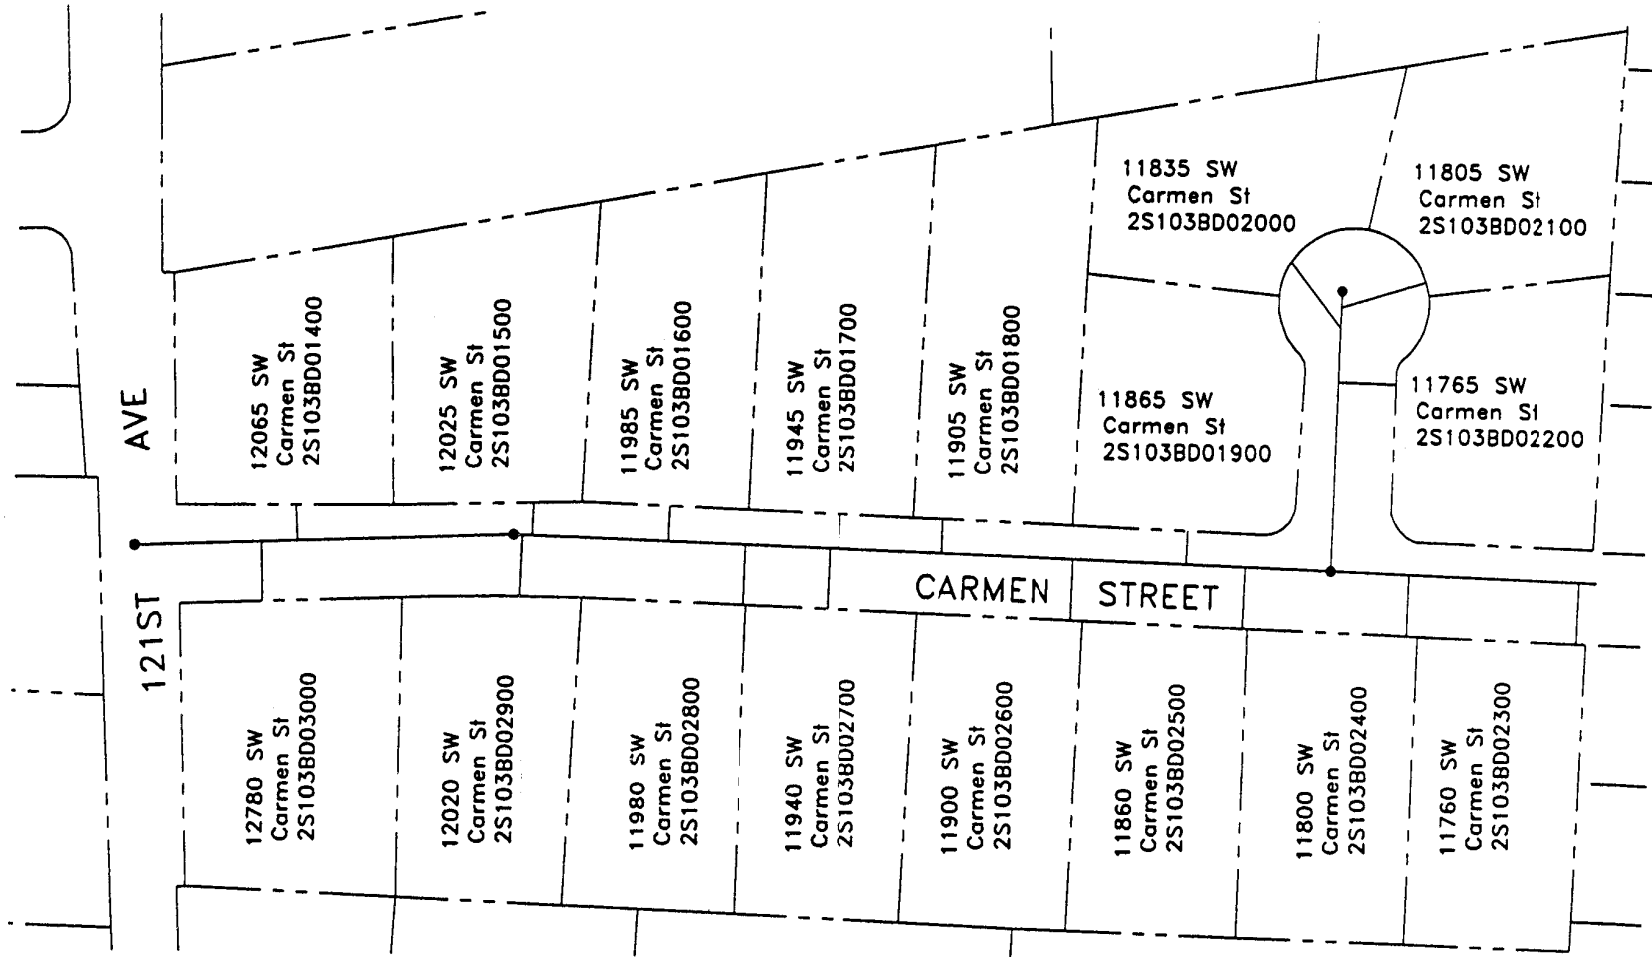 11835 SW
Carmen St
2S103BD02000
11805 SW
Carmen St
2S103BD02100
12065 SW
Carmen St
2S103BD01400
12025 SW
Carmen St
2S103BD01500
11985 SW
Carmen St
2S103BD01600
11945 SW
Carmen St
2S103BD01700
11905 SW
Carmen St
2S103BD01800
11865 SW
Carmen St
2S103BD01900
11765 SW
Carmen St
2S103BD02200
121ST AVE
CARMEN STREET
12780 SW
Carmen St
2S103BD03000
12020 SW
Carmen St
2S103BD02900
11980 SW
Carmen St
2S103BD02800
11940 SW
Carmen St
2S103BD02700
11900 SW
Carmen St
2S103BD02600
11860 SW
Carmen St
2S103BD02500
11800 SW
Carmen St
2S103BD02400
11760 SW
Carmen St
2S103BD02300